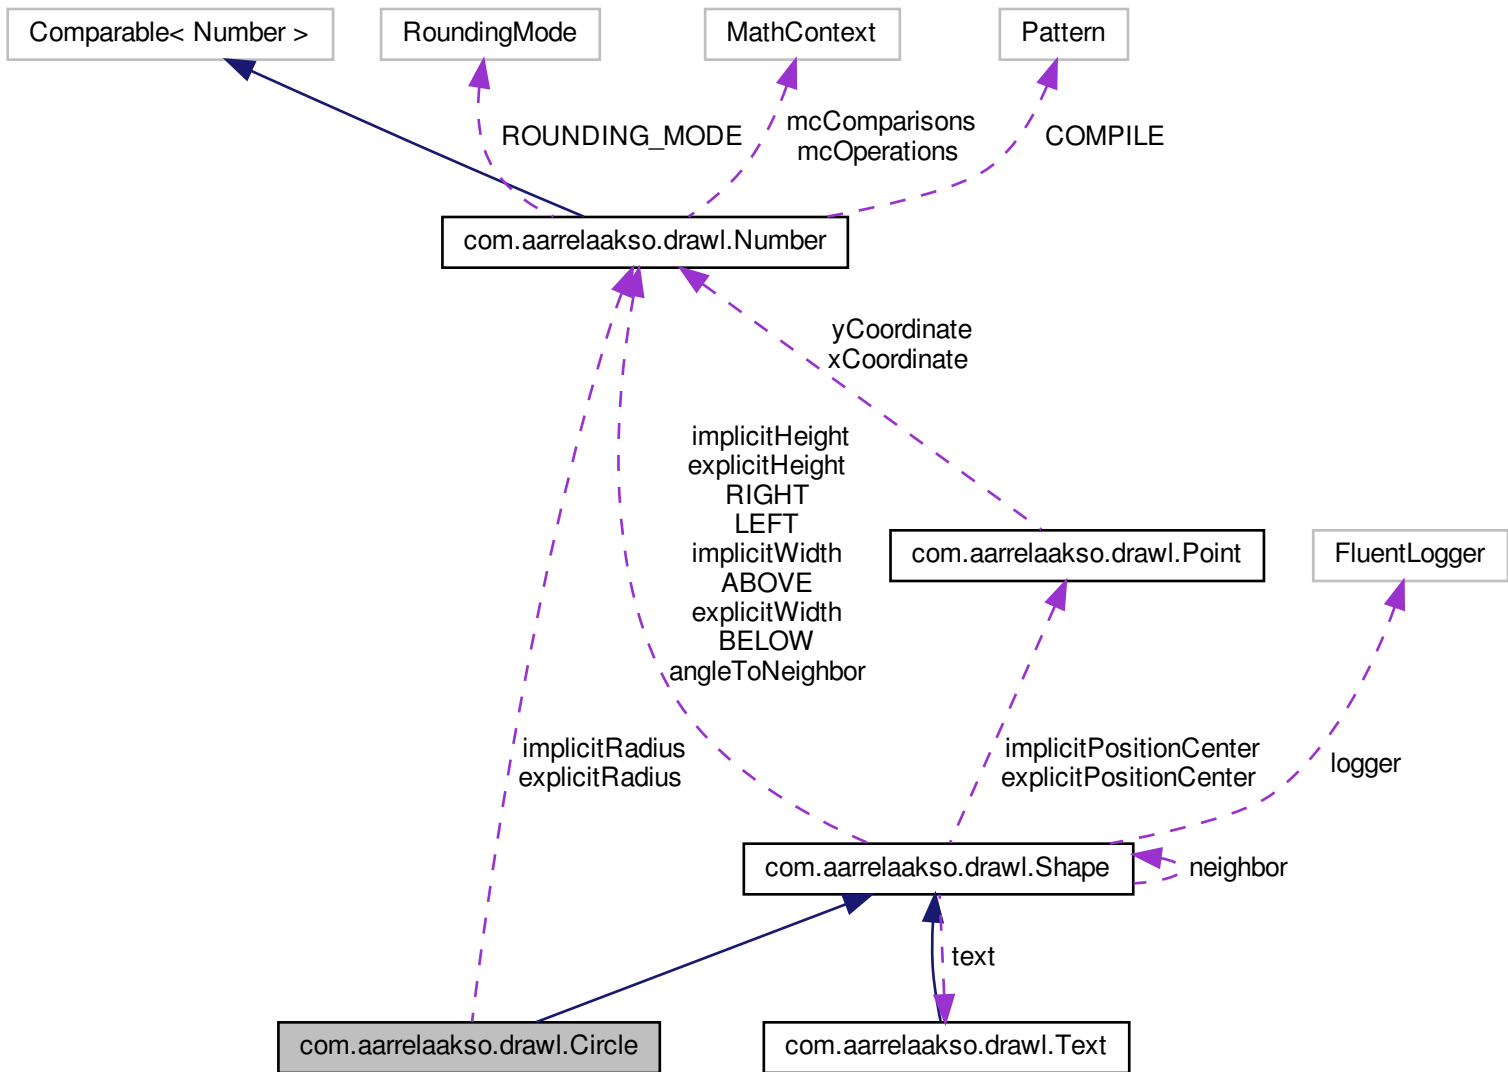 Comparable< Number >
RoundingMode
MathContext
Pattern
ROUNDING_MODE
mcComparisons
mcOperations
COMPILE
com.aarrelaakso.drawl.Number
yCoordinate
xCoordinate
implicitHeight
explicitHeight
RIGHT
LEFT
implicitWidth
ABOVE
explicitWidth
BELOW
angleToNeighbor
com.aarrelaakso.drawl.Point
FluentLogger
implicitRadius
explicitRadius
implicitPositionCenter
explicitPositionCenter
logger
com.aarrelaakso.drawl.Shape
neighbor
text
com.aarrelaakso.drawl.Circle
com.aarrelaakso.drawl.Text